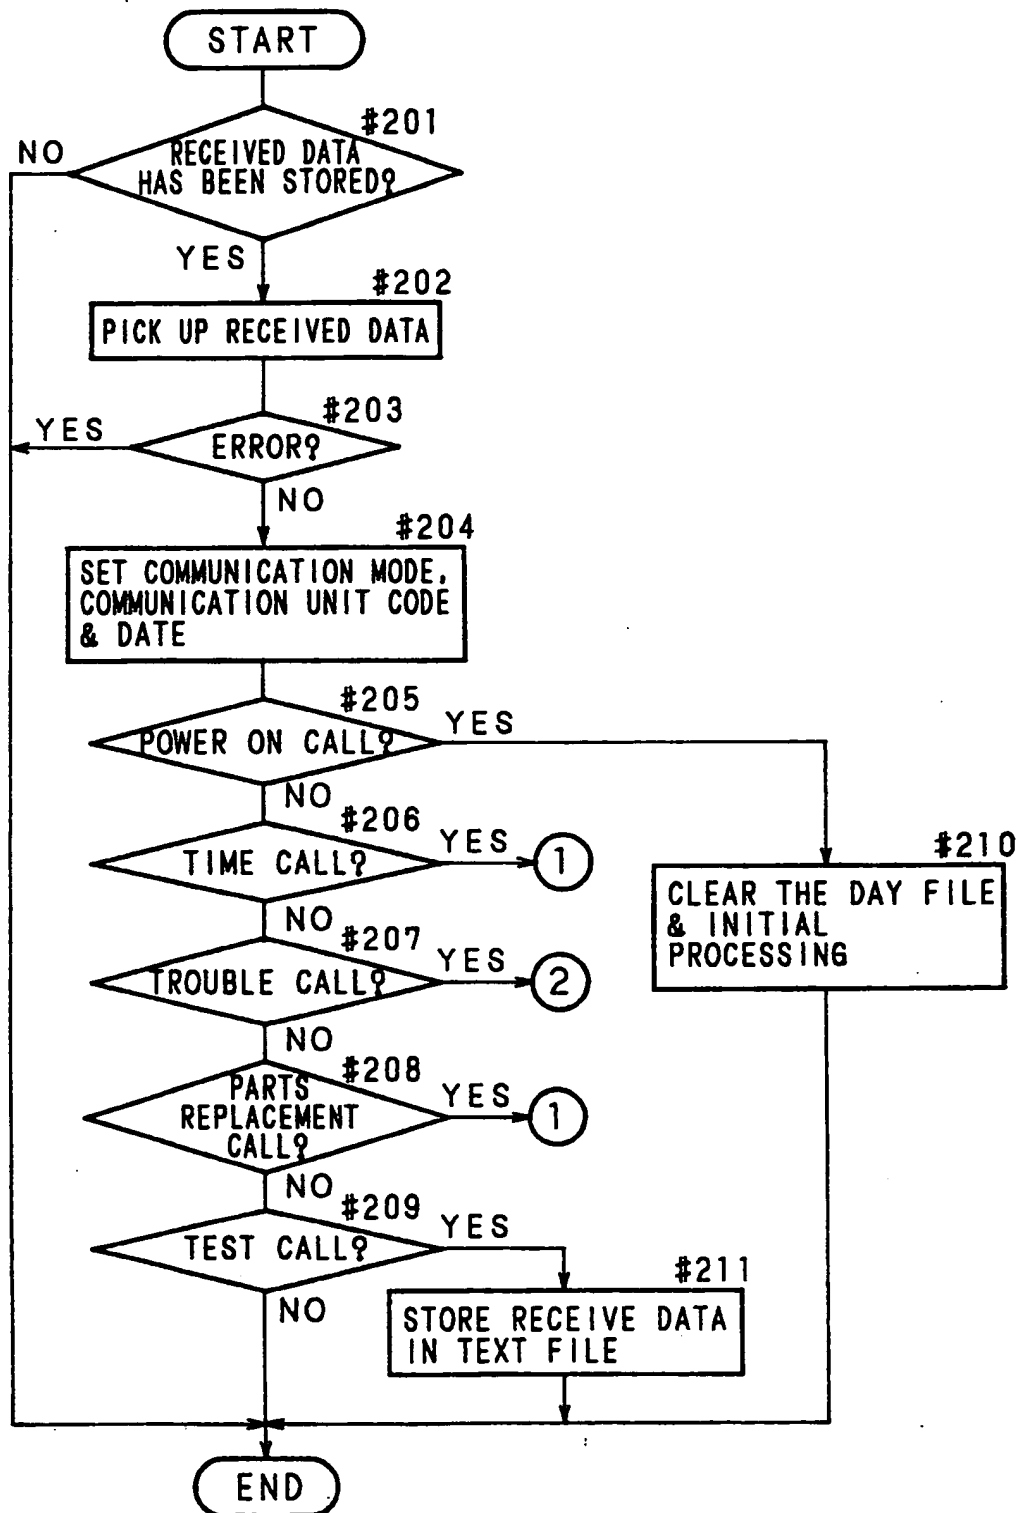 START
#201
NO
RECEIVED DATA
HAS BEEN STORED?
YES
#202
PICK UP RECEIVED DATA
#203
YES
ERROR?
NO
#204
SET COMMUNICATION MODE,
COMMUNICATION UNIT CODE
& DATE
#205
YES
POWER ON CALL?
NO
#206
YES
TIME CALL?
1
#210
CLEAR THE DAY FILE
& INITIAL
PROCESSING
NO
#207
YES
TROUBLE CALL?
2
NO
#208
YES
PARTS
REPLACEMENT
CALL?
1
NO
#209
YES
TEST CALL?
#211
NO
STORE RECEIVE DATA
IN TEXT FILE
END